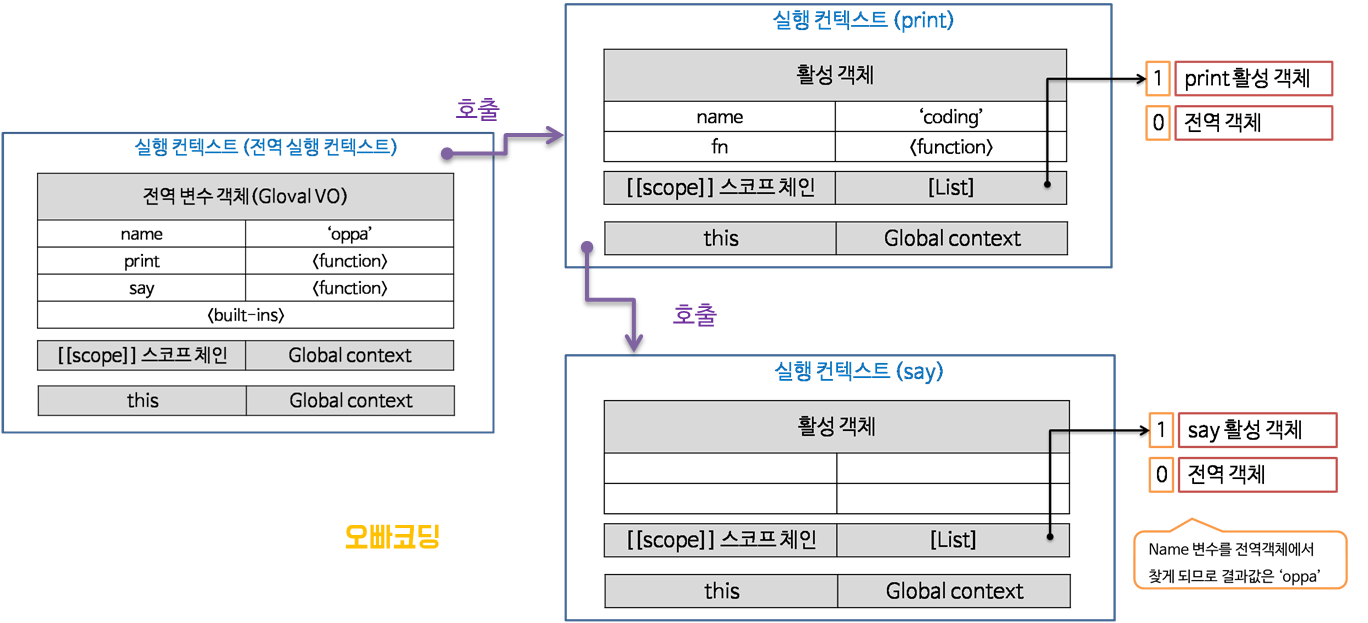 호출
실행 컨텍스트 (전역 실행 컨텍스트)
전역 변수 객체(Gloval VO)
name ‘oppa’
print ⟨function⟩
say ⟨function⟩
⟨built-ins⟩
[[scope]] 스코프 체인 Global context
this Global context
실행 컨텍스트 (print)
활성 객체
name ‘coding’
fn ⟨function⟩
[[scope]] 스코프 체인 [List]
this Global context
1 print 활성 객체
0 전역 객체
호출
실행 컨텍스트 (say)
활성 객체
[[scope]] 스코프 체인 [List]
this Global context
1 say 활성 객체
0 전역 객체
Name 변수를 전역객체에서
찾게 되므로 결과값은 ‘oppa’
오빠코딩